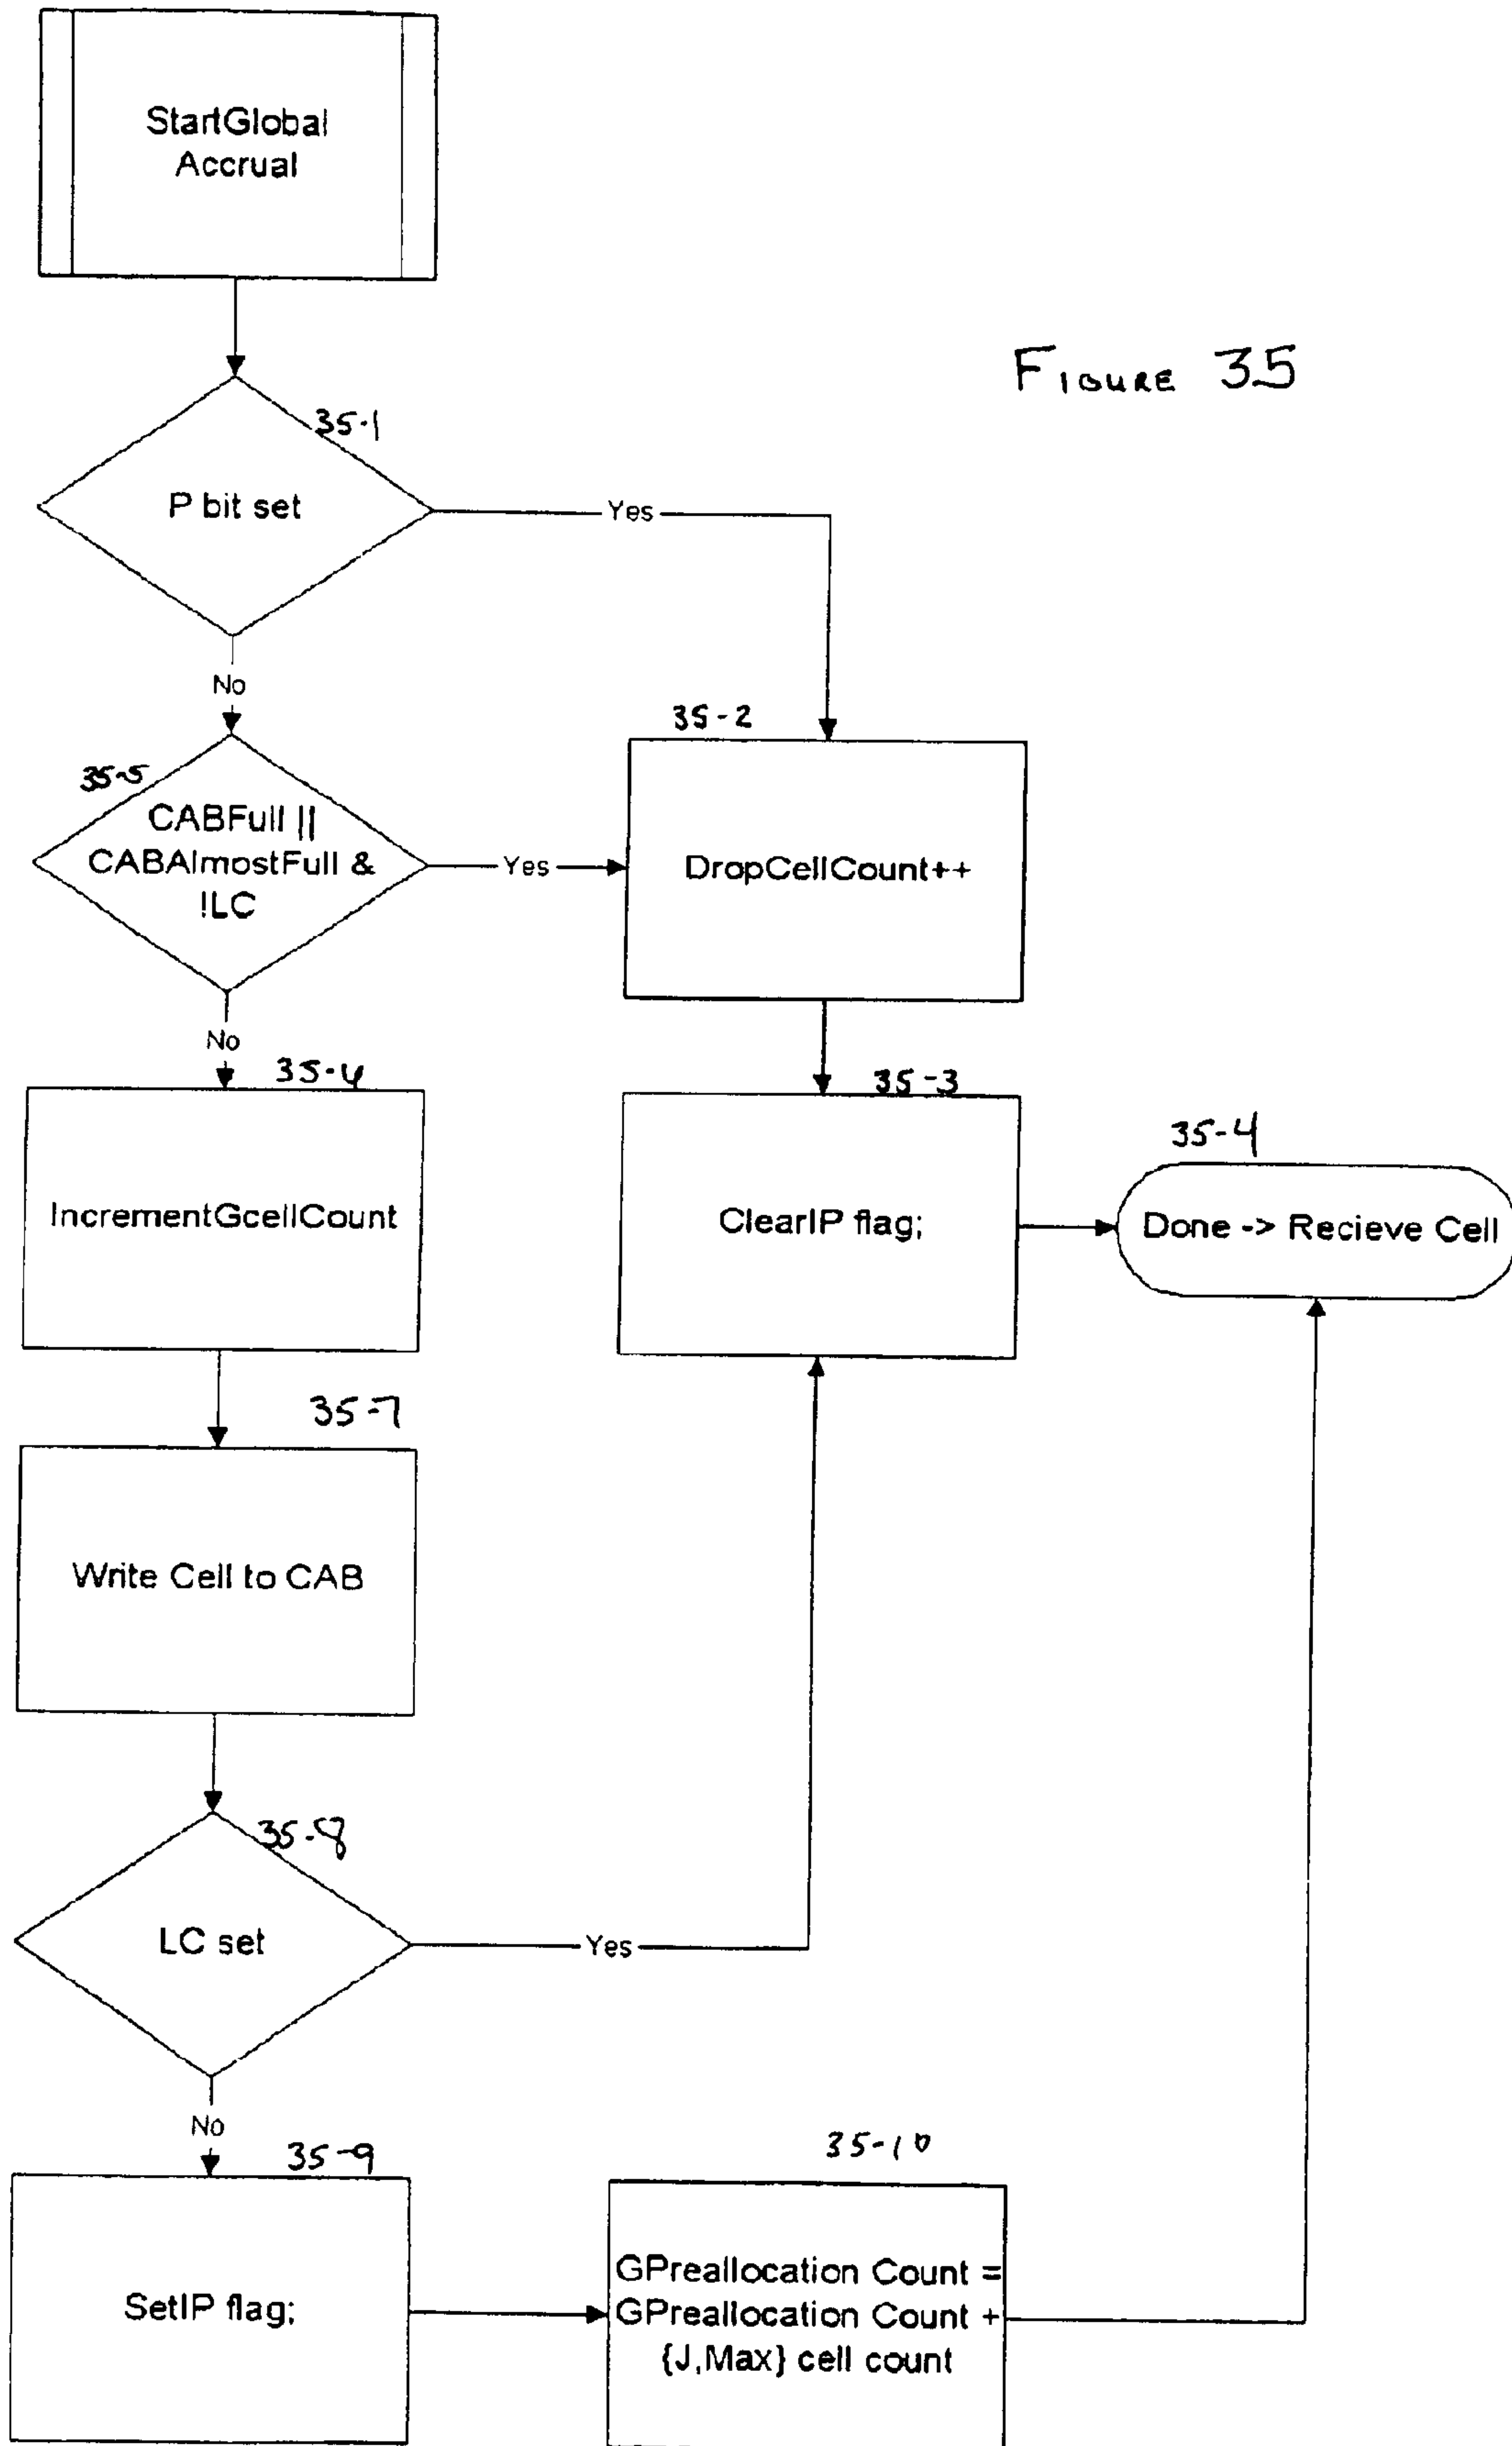 StartGlobal
Accrual
FIGURE 35
35-1
P bit set
Yes
No
35-2
35-5
CABFull ||
CABAlmostFull &
!LC
Yes
DropCellCount++
No
35-4
35-3
35-4
IncrementGcellCount
ClearIP flag;
Done -> Recieve Cell
35-7
Write Cell to CAB
35-8
LC set
Yes
No
35-9
35-10
SetIP flag;
GPreallocation Count =
GPreallocation Count +
{J,Max} cell count